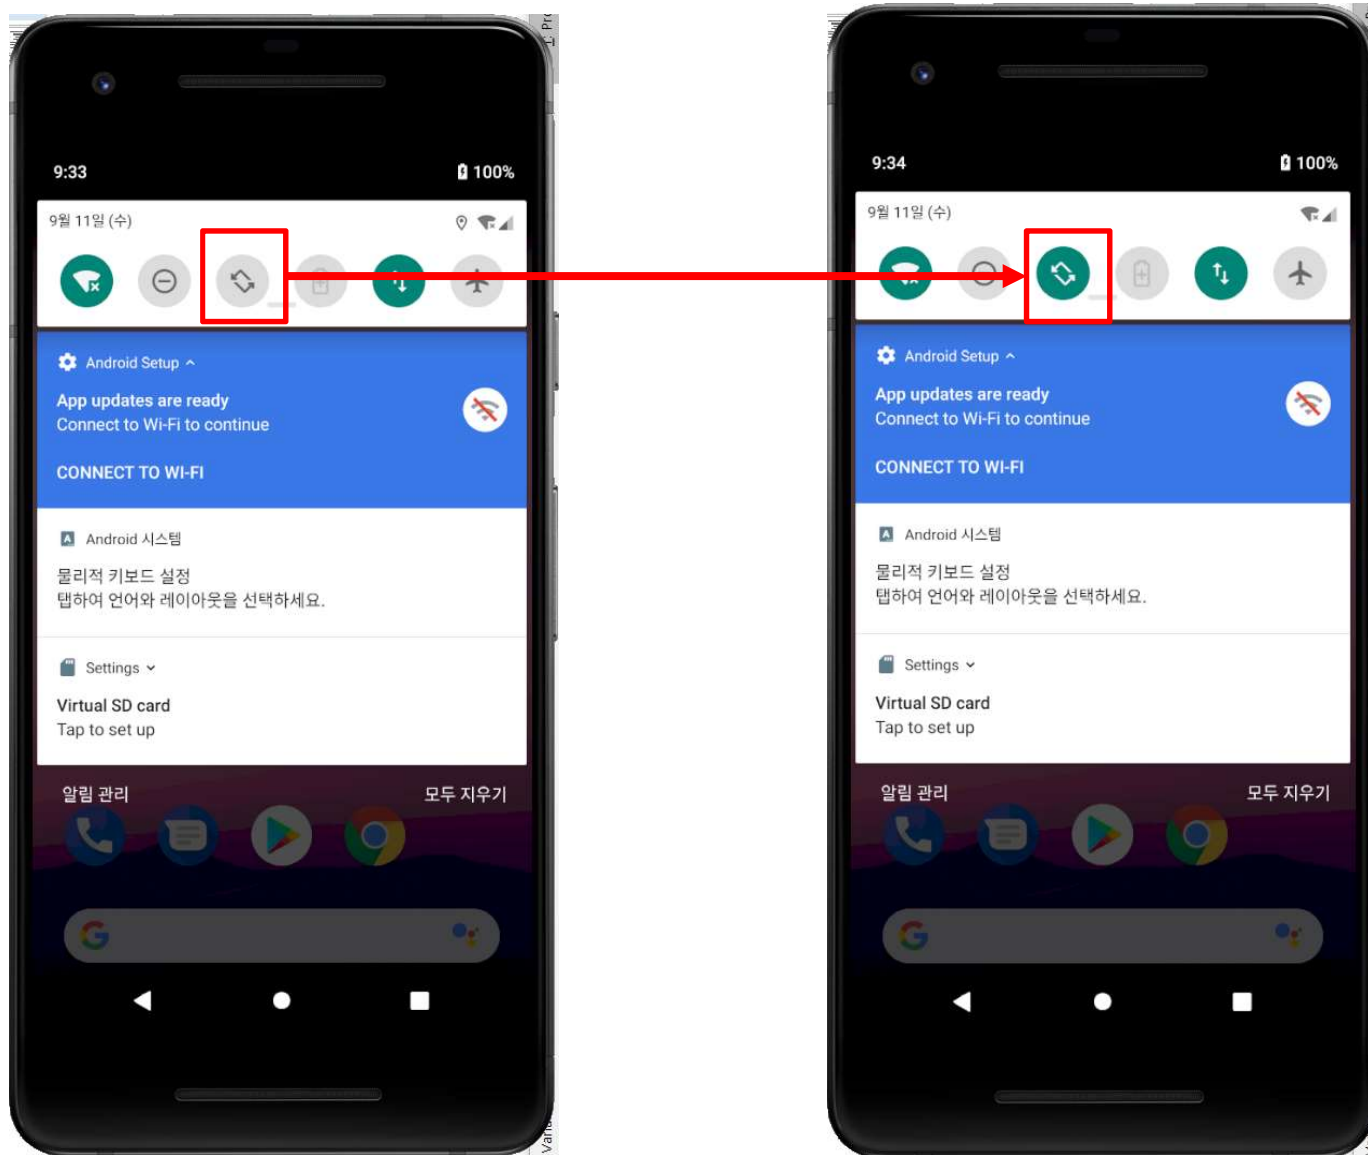 9:33
100%
9월 11일 (수)
Android Setup
App updates are ready
Connect to Wi-Fi to continue
CONNECT TO WI-FI
Android 시스템
물리적 키보드 설정
탭하여 언어와 레이아웃을 선택하세요.
Settings
Virtual SD card
Tap to set up
알림 관리
모두 지우기
9:34
100%
9월 11일 (수)
Android Setup
App updates are ready
Connect to Wi-Fi to continue
CONNECT TO WI-FI
Android 시스템
물리적 키보드 설정
탭하여 언어와 레이아웃을 선택하세요.
Settings
Virtual SD card
Tap to set up
알림 관리
모두 지우기